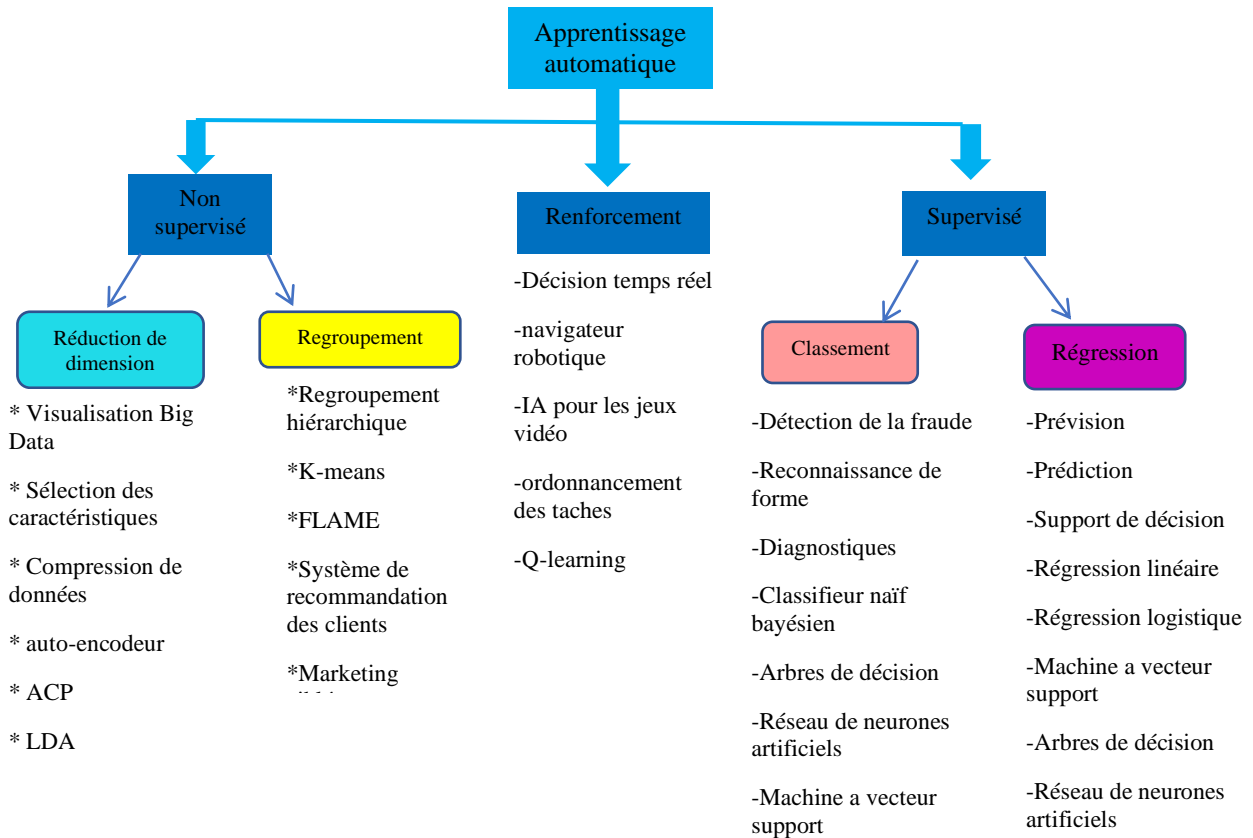 Apprentissage
automatique
Non
supervisé
Renforcement
Supervisé
Réduction de
dimension
* Visualisation Big
Data
* Sélection des
caractéristiques
* Compression de
données
* auto-encodeur
* ACP
* LDA
Regroupement
*Regroupement
hiérarchique
*K-means
*FLAME
*Système de
recommandation
des clients
*Marketing
-Décision temps réel
-navigateur
robotique
-IA pour les jeux
vidéo
-ordonnancement
des taches
-Q-learning
Classement
-Détection de la fraude
-Reconnaissance de
forme
-Diagnostiques
-Classifieur naïf
bayésien
-Arbres de décision
-Réseau de neurones
artificiels
-Machine a vecteur
support
Régression
-Prévision
-Prédiction
-Support de décision
-Régression linéaire
-Régression logistique
-Machine a vecteur
support
-Arbres de décision
-Réseau de neurones
artificiels